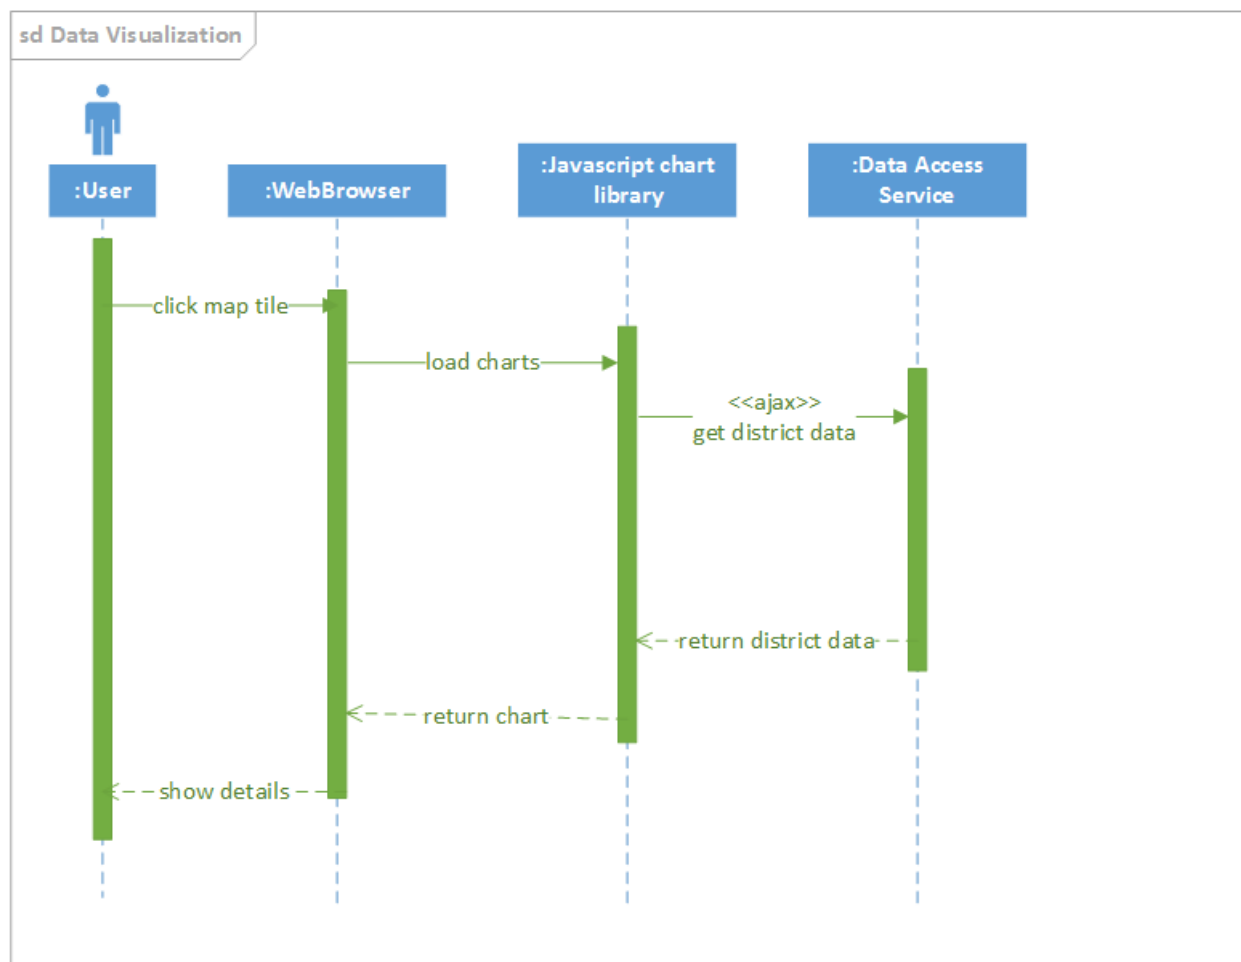 sd Data Visualization
:User
:WebBrowser
:Javascript chart
library
:Data Access
Service
click map tile
load charts
<<ajax>>
get district data
return district data
return chart
show details